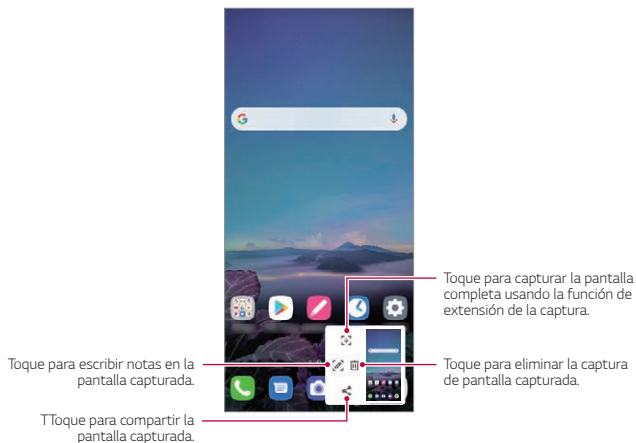 Toque para capturar la pantalla
completa usando la función de
extensión de la captura.
Toque para escribir notas en la
pantalla capturada.
Toque para eliminar la captura
de pantalla capturada.
TToque para compartir la
pantalla capturada.